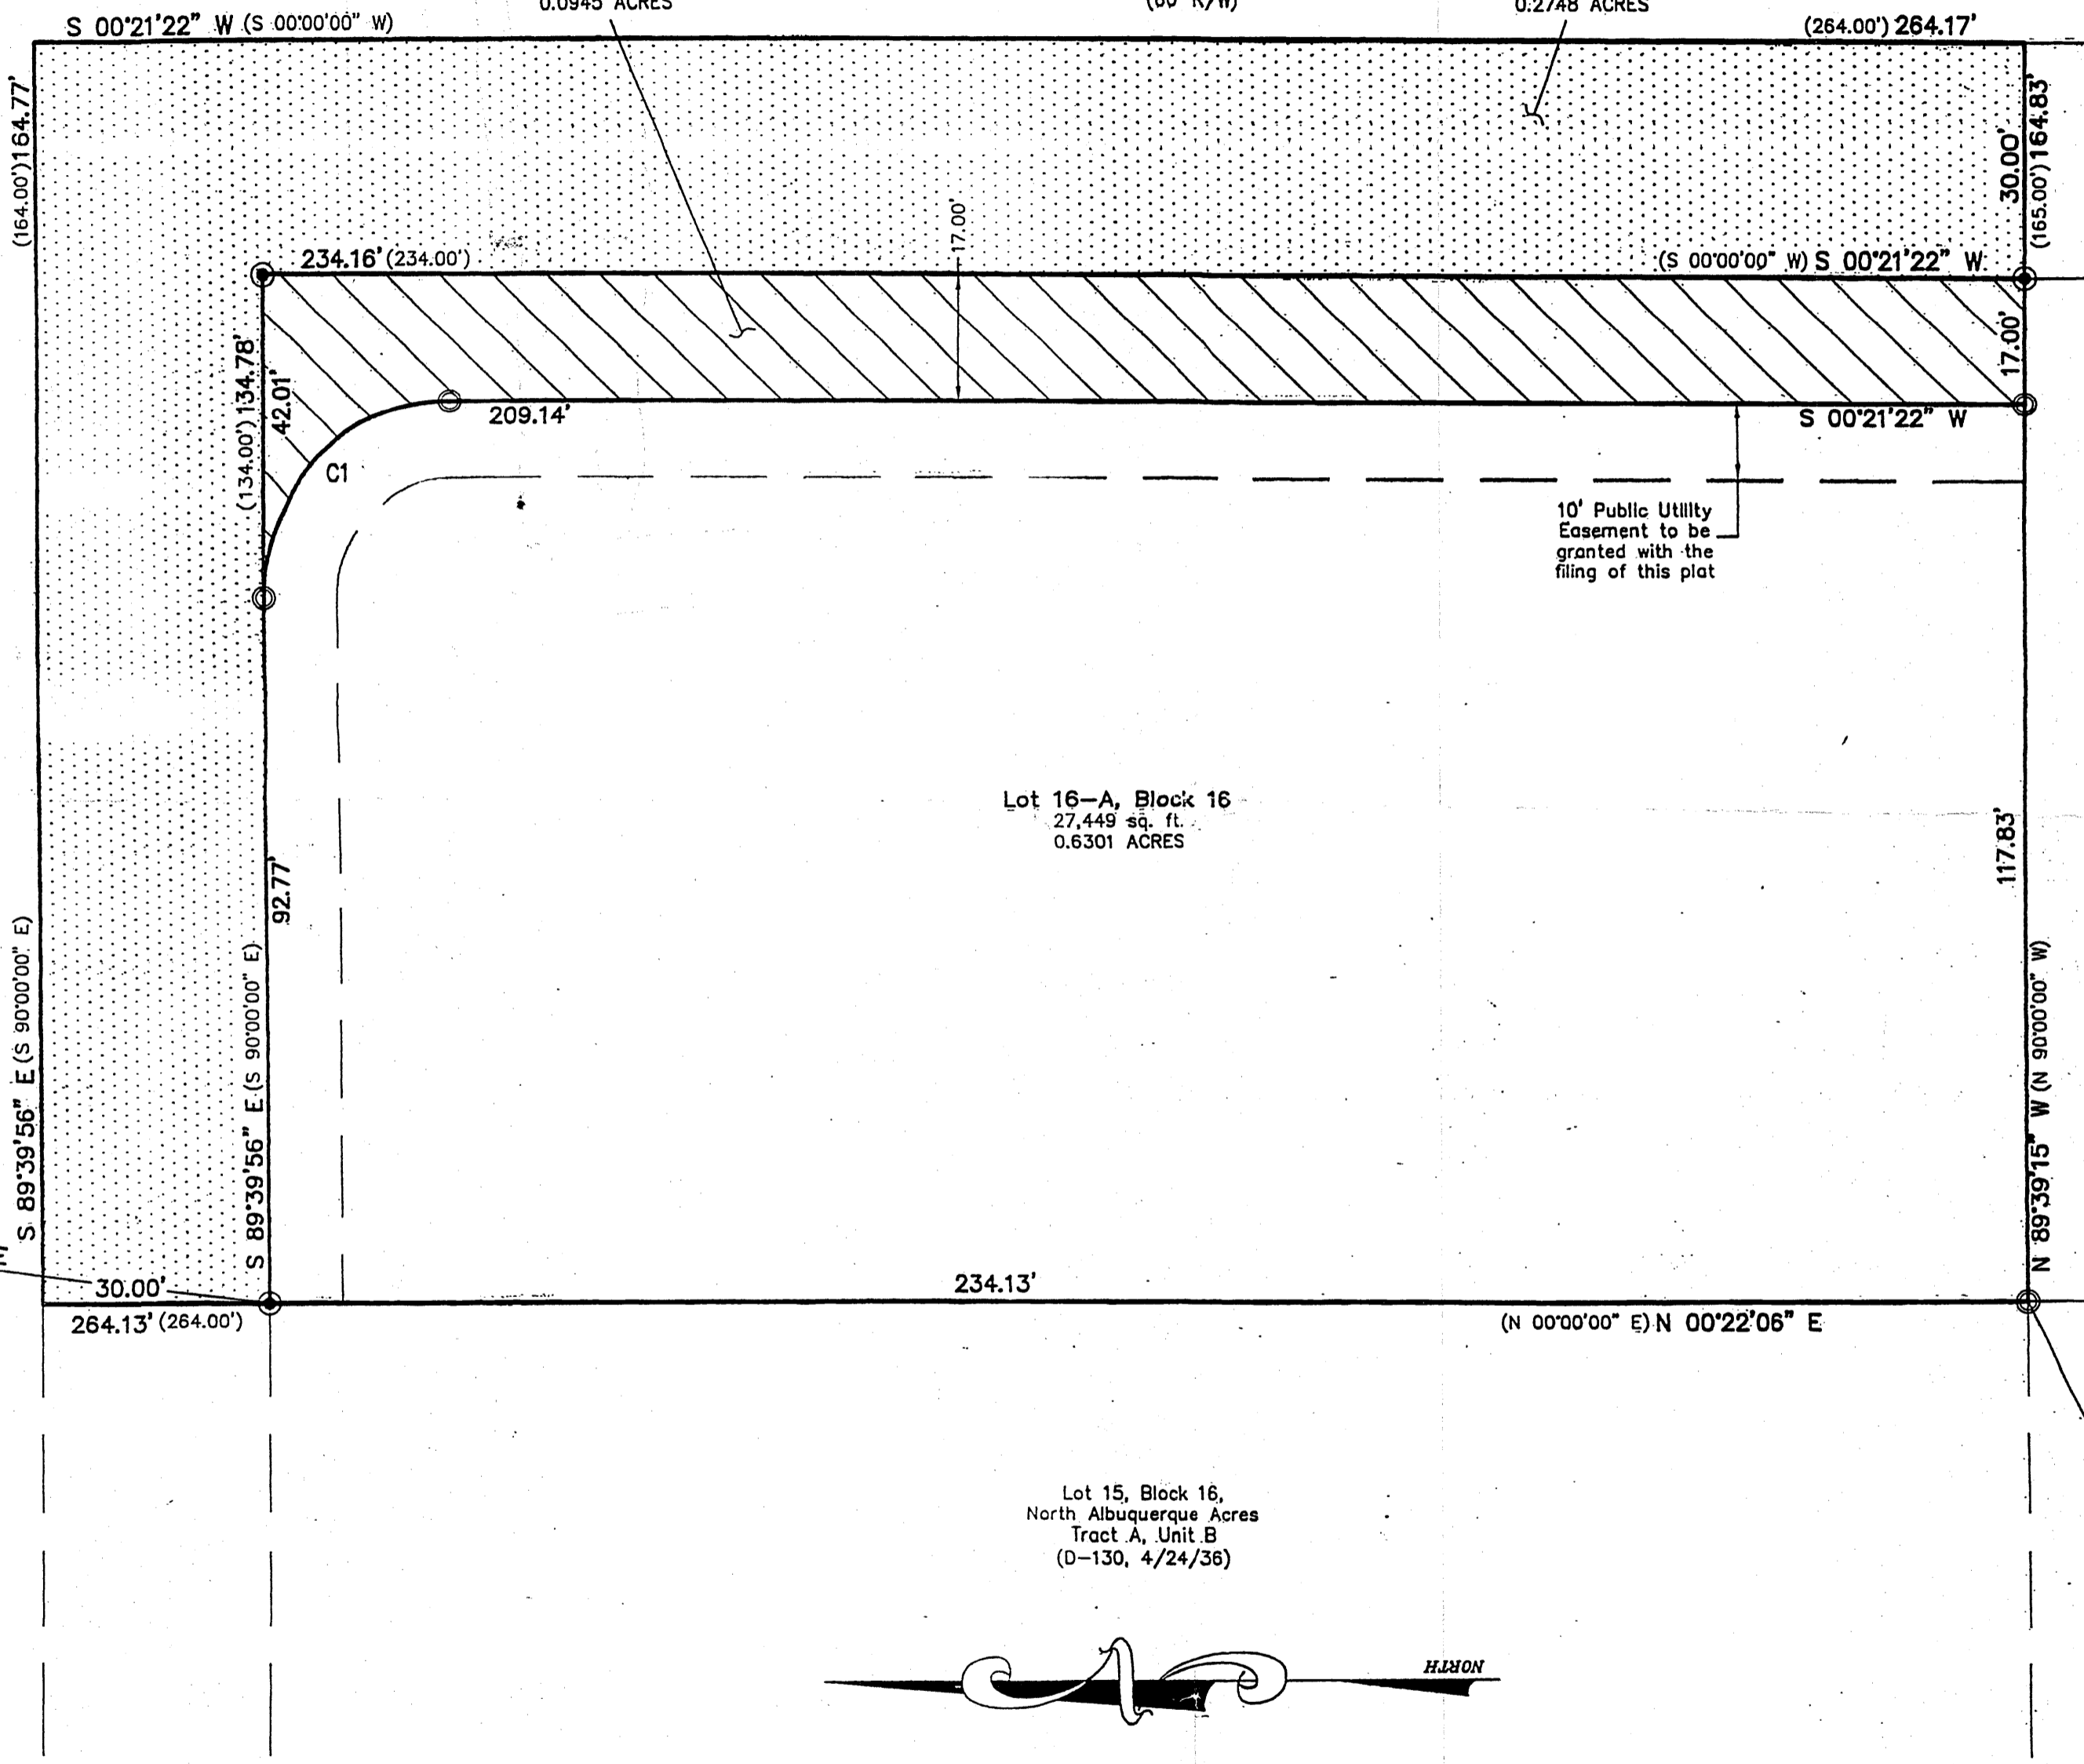 0.0945 ACRES
(60' R/W)
0.2748 ACRES
S 00°21'22" W (S 00°00'00" W)
(264.00') 264.17'
(164.00') 164.77'
(165.00') 164.83'
30.00'
17.00'
234.16' (234.00')
(S 00°00'00" W) S 00°21'22" W
(134.00') 134.78'
42.01'
17.00'
209.14'
S 00°21'22" W
C1
10' Public Utility
Easement to be
granted with the
filing of this plat
Lot 16-A, Block 16
27,449 sq. ft.
0.6301 ACRES
92.77'
117.83'
S 89°39'56" E (S 90°00'00" E)
S 89°39'56" E (S 90°00'00" E)
N 89°39'15" W (N 90°00'00" W)
30.00'
234.13'
264.13' (264.00')
(N 00°00'00" E) N 00°22'06" E
Lot 15, Block 16,
North Albuquerque Acres
Tract A, Unit B
(D-130, 4/24/36)
NORTH